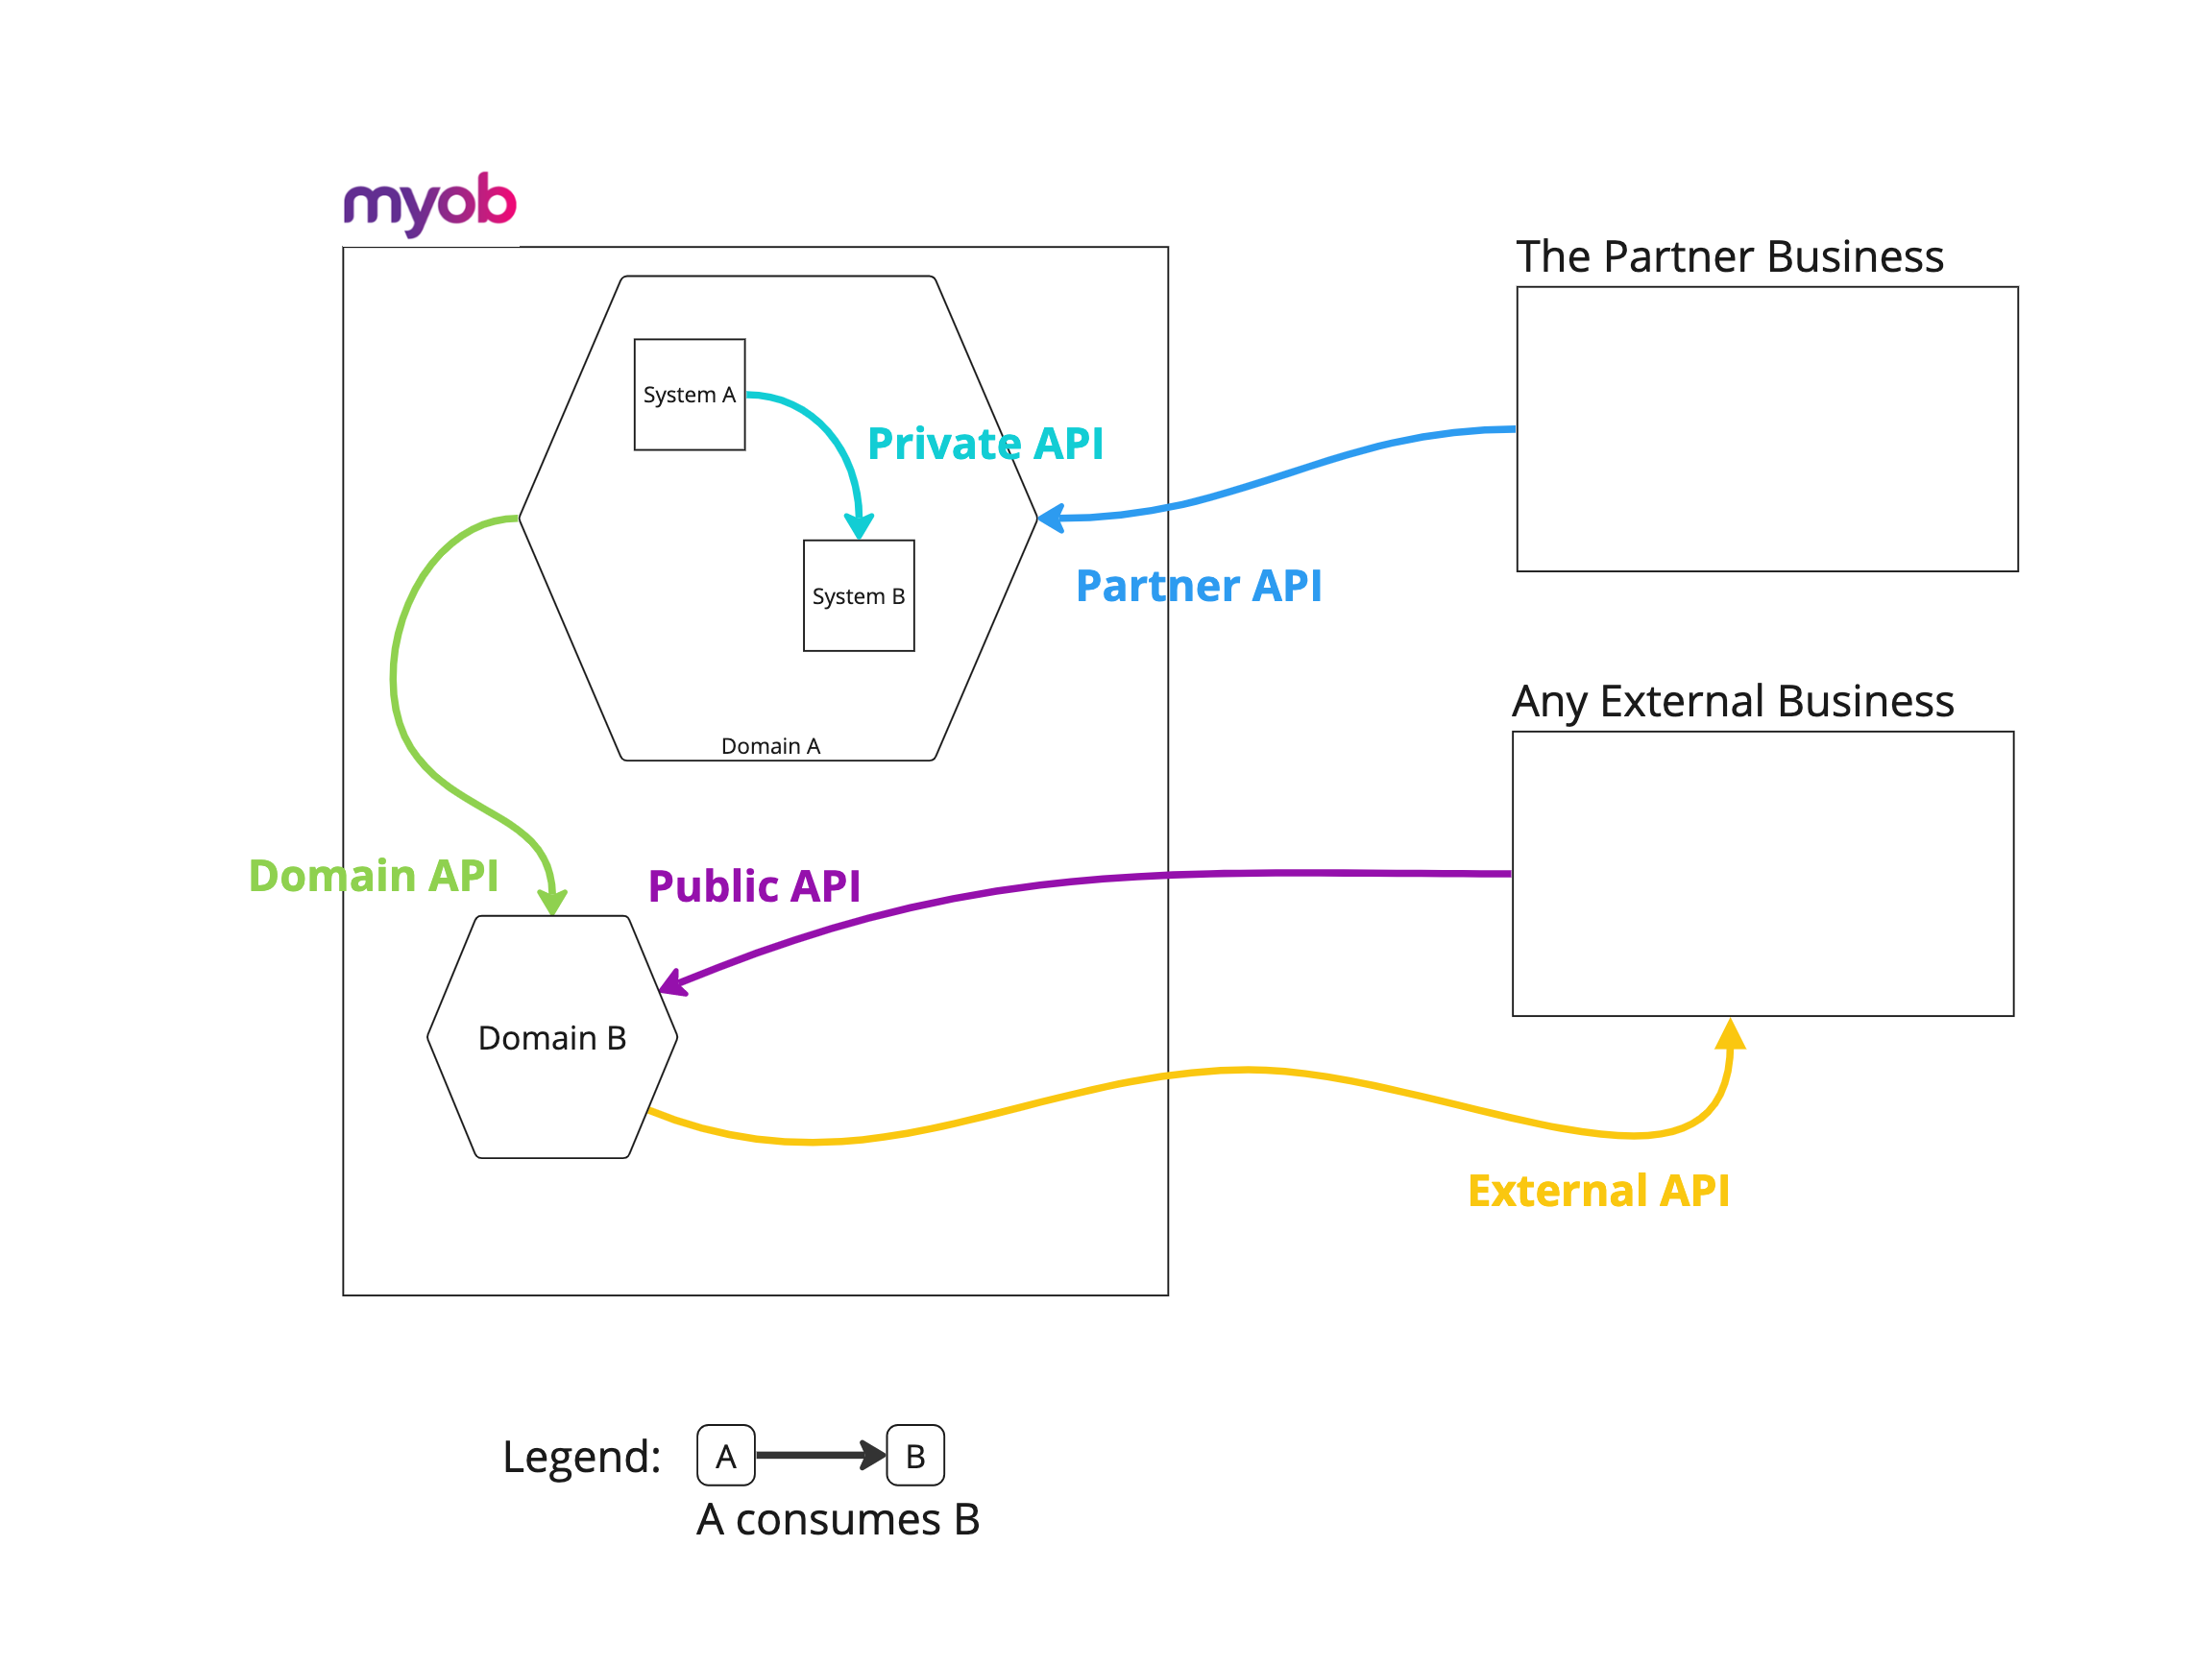 myob
The Partner Business
System A
Private API
Partner API
System B
Any External Business
Domain A
Domain API
Public API
Domain B
External API
Legend:
A
B
A consumes B